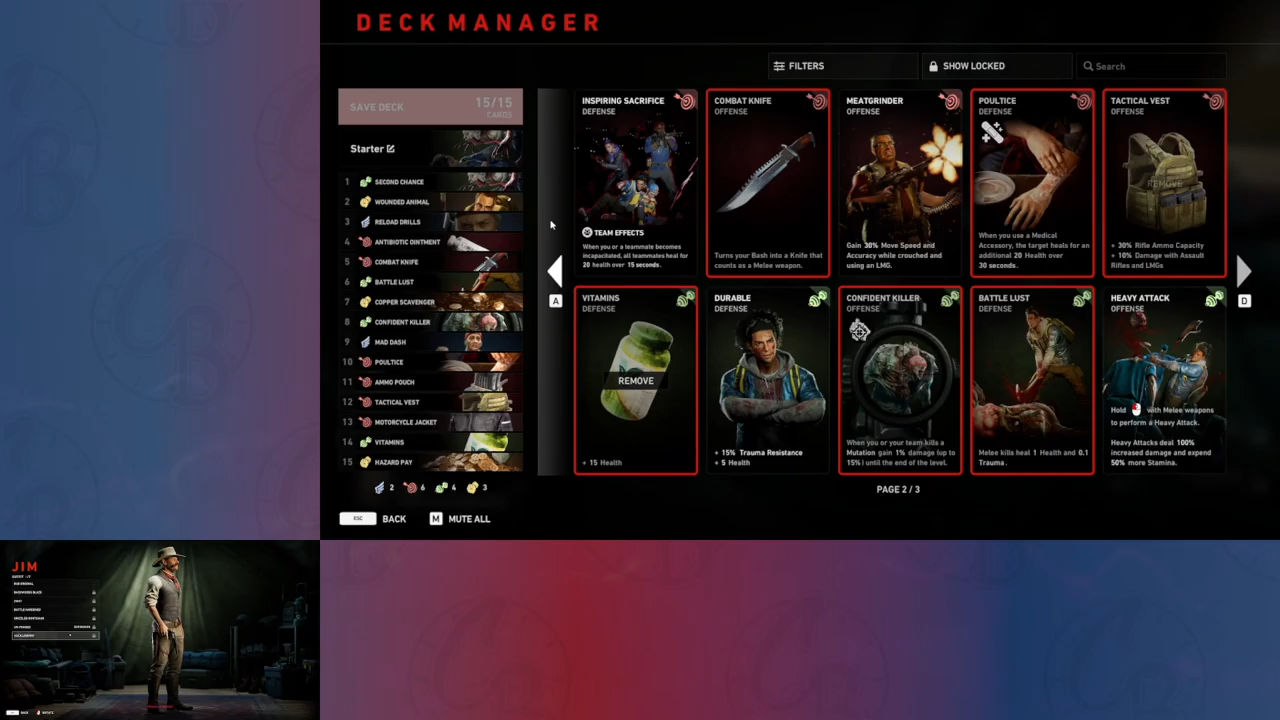 DECK MANAGER
FILTERS
SHOW LOCKED
Search
SAVE DECK
15/15
CARDS
Starter
1 SECOND CHANCE
2 WOUNDED ANIMAL
3 RELOAD DRILLS
4 ANTIBIOTIC OINTMENT
5 COMBAT KNIFE
6 BATTLE LUST
7 COPPER SCAVENGER
8 CONFIDENT KILLER
9 MAD DASH
10 POULTICE
11 AMMO POUCH
12 TACTICAL VEST
13 MOTORCYCLE JACKET
14 VITAMINS
15 HAZARD PAY
2 6 4 3
ESC BACK M MUTE ALL
INSPIRING SACRIFICE
DEFENSE
TEAM EFFECTS
When you or a teammate becomes
incapacitated, all teammates heal for
20 health over 15 seconds.
COMBAT KNIFE
OFFENSE
Turns your Bash into a Knife that
counts as a Melee weapon.
MEATGRINDER
OFFENSE
Gain 30% Move Speed and
Accuracy while crouched and
using an LMG.
POULTICE
DEFENSE
When you use a Medical
Accessory, the target heals for an
additional 20 Health over
30 seconds.
TACTICAL VEST
OFFENSE
REMOVE
+ 30% Rifle Ammo Capacity
+ 10% Damage with Assault
Rifles and LMGs
A
D
VITAMINS
DEFENSE
REMOVE
+ 15 Health
DURABLE
DEFENSE
+ 15% Trauma Resistance
+ 5 Health
CONFIDENT KILLER
OFFENSE
When you or your team kills a
Mutation gain 1% damage (up to
15%) until the end of the level.
BATTLE LUST
DEFENSE
Melee kills heal 1 Health and 0.1
Trauma.
HEAVY ATTACK
OFFENSE
Hold with Melee weapons
to perform a Heavy Attack.
Heavy Attacks deal 100%
increased damage and expend
50% more Stamina.
PAGE 2 / 3
JIM